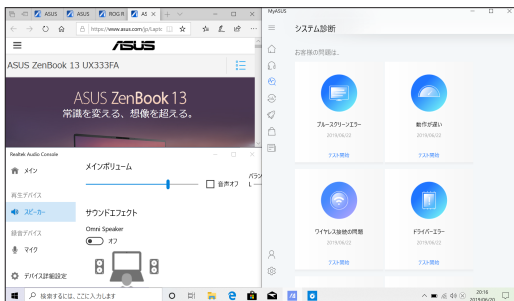 ASUS
ASUS
ROG R
AS
https://www.asus.com/jp/Lapto
ASUS
ASUS ZenBook 13 UX333FA
ASUS ZenBook 13
常識を変える、想像を超える。
Realtek Audio Console
メイン
再生デバイス
スピーカー
録音デバイス
マイク
デバイス詳細設定
メインボリューム
音声オフ
バラン
L
サウンドエフェクト
Omni Speaker
オフ
MyASUS
システム診断
お客様の問題は、
ブルースクリーンエラー
2019/06/22
テスト開始
動作が遅い
2019/06/22
テスト開始
ワイヤレス接続の問題
2019/06/22
テスト開始
ドライバーエラー
2019/06/22
テスト開始
検索するには、ここに入力します
20:16
2019/06/20